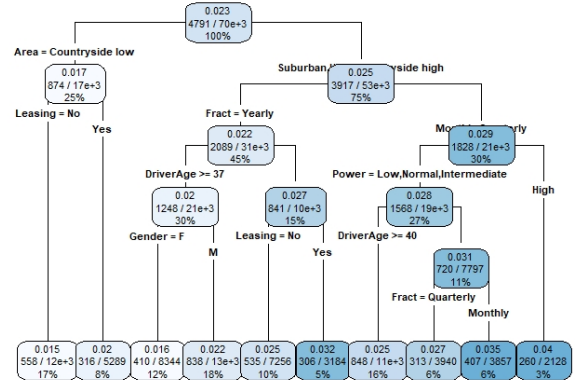 0.023
4791 / 70e+3
100%
Area = Countryside low
Suburban, yside high
0.017
874 / 17e+3
25%
0.025
3917 / 53e+3
75%
Leasing = No
Yes
Fract = Yearly
0.022
2089 / 31e+3
45%
0.029
1828 / 21e+3
30%
DriverAge >= 37
Power = Low,Normal,Intermediate
High
0.02
1248 / 21e+3
30%
0.027
841 / 10e+3
15%
0.028
1568 / 19e+3
27%
Gender = F
M
Leasing = No
Yes
DriverAge >= 40
0.031
720 / 7797
11%
Fract = Quarterly
Monthly
0.015
558 / 12e+3
17%
0.02
316 / 5289
8%
0.016
410 / 8344
12%
0.022
838 / 13e+3
18%
0.025
535 / 7256
10%
0.032
306 / 3184
5%
0.025
848 / 11e+3
16%
0.027
313 / 3940
6%
0.035
407 / 3857
6%
0.04
260 / 2128
3%